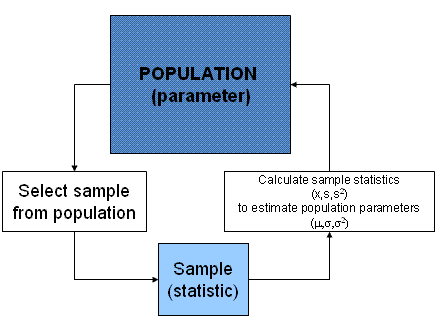 POPULATION
(parameter)
Select sample
from population
Calculate sample statistics
(x,s,s²)
to estimate population parameters
(μ,σ,σ²)
Sample
(statistic)